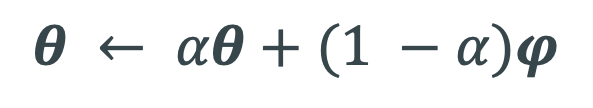 𝜽 ← 𝛼𝜽 + (1 − 𝛼)𝝋